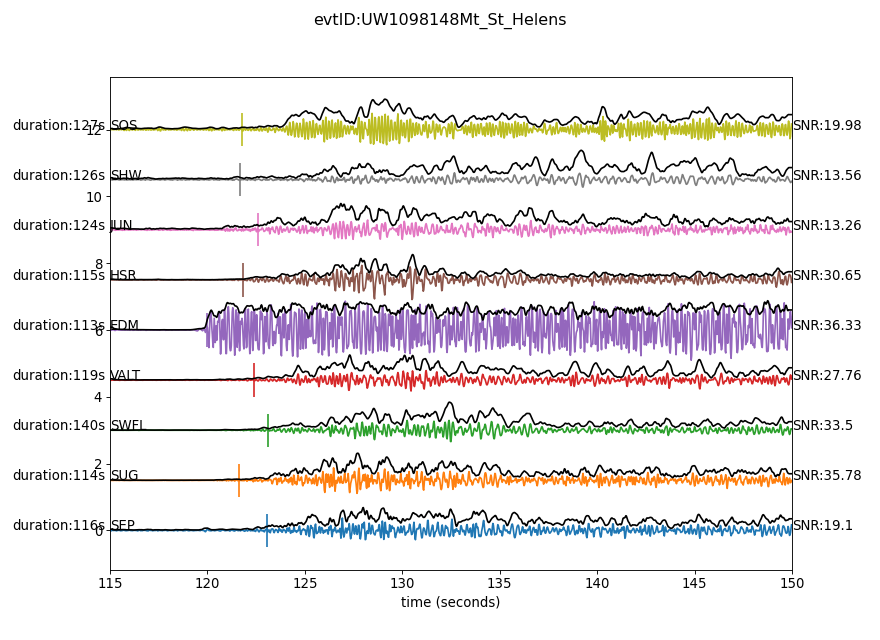 evtID:UW1098148Mt_St_Helens
duration:127s SOS SNR:19.98
12
duration:126s SHW SNR:13.56
10
duration:124s JUN SNR:13.26
8
duration:115s HSR SNR:30.65
duration:113s EDM SNR:36.33
6
duration:119s VALT SNR:27.76
4
duration:140s SWFL SNR:33.5
2
duration:114s SUG SNR:35.78
duration:116s SEP SNR:19.1
0
115 120 125 130 135 140 145 150
time (seconds)